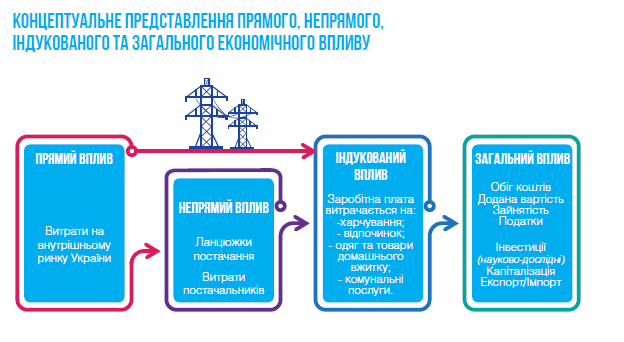 КОНЦЕПТУАЛЬНЕ ПРЕДСТАВЛЕННЯ ПРЯМОГО, НЕПРЯМОГО,
ІНДУКОВАНОГО ТА ЗАГАЛЬНОГО ЕКОНОМІЧНОГО ВПЛИВУ
ПРЯМИЙ ВПЛИВ
Витрати на
внутрішньому
ринку України
НЕПРЯМИЙ ВПЛИВ
Ланцюжки
постачання
Витрати
постачальників
ІНДУКОВАНИЙ
ВПЛИВ
Заробітна плата
витрачається на:
-харчування;
- відпочинок;
- одяг та товари
домашнього
вжитку;
- комунальні
послуги.
ЗАГАЛЬНИЙ ВПЛИВ
Обіг коштів
Додана вартість
Зайнятість
Податки
Інвестиції
(науково-дослідні)
Капіталізація
Експорт/Імпорт